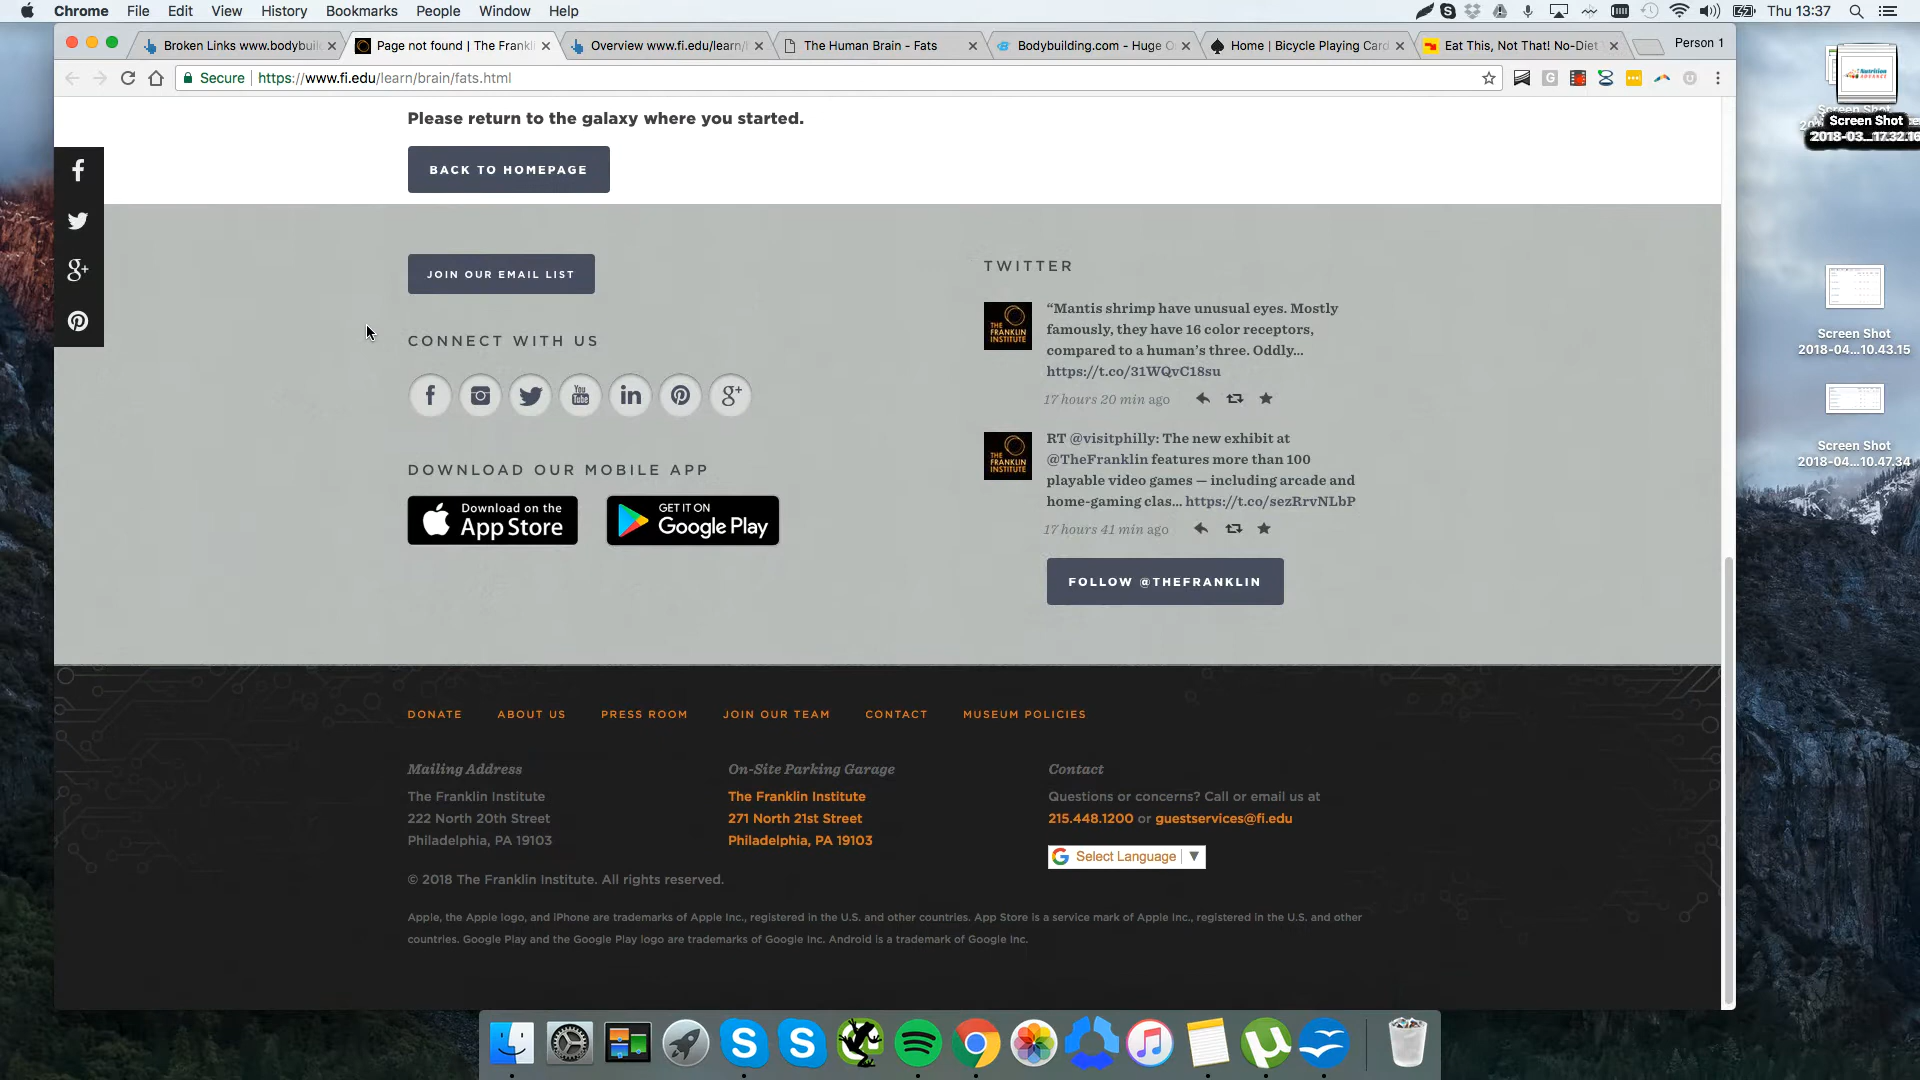 Chrome File Edit View History Bookmarks People Window Help
Thu 13:37
Broken Links www.bodybuil
Page not found | The Frankl
Overview www.fi.edu/learn/
The Human Brain - Fats
Bodybuilding.com - Huge O
Home | Bicycle Playing Card
Eat This, Not That! No-Diet
Person 1
Secure https://www.fi.edu/learn/brain/fats.html
Please return to the galaxy where you started.
BACK TO HOMEPAGE
JOIN OUR EMAIL LIST
CONNECT WITH US
You
Tube
DOWNLOAD OUR MOBILE APP
Download on the
App Store
GET IT ON
Google Play
TWITTER
THE
FRANKLIN
INSTITUTE
“Mantis shrimp have unusual eyes. Mostly
famously, they have 16 color receptors,
compared to a human’s three. Oddly...
https://t.co/31WQvC18su
17 hours 20 min ago
THE
FRANKLIN
INSTITUTE
RT @visitphilly: The new exhibit at
@TheFranklin features more than 100
playable video games — including arcade and
home-gaming clas... https://t.co/sezRrvNLbP
17 hours 41 min ago
FOLLOW @THEFRANKLIN
DONATE ABOUT US PRESS ROOM JOIN OUR TEAM CONTACT MUSEUM POLICIES
Mailing Address
The Franklin Institute
222 North 20th Street
Philadelphia, PA 19103
On-Site Parking Garage
The Franklin Institute
271 North 21st Street
Philadelphia, PA 19103
Contact
Questions or concerns? Call or email us at
215.448.1200 or guestservices@fi.edu
Select Language
© 2018 The Franklin Institute. All rights reserved.
Apple, the Apple logo, and iPhone are trademarks of Apple Inc., registered in the U.S. and other countries. App Store is a service mark of Apple Inc., registered in the U.S. and other
countries. Google Play and the Google Play logo are trademarks of Google Inc. Android is a trademark of Google Inc.
Nutrition
Screen Shot
2018-03...17.32.16
Screen Shot
2018-04...10.43.15
Screen Shot
2018-04...10.47.34